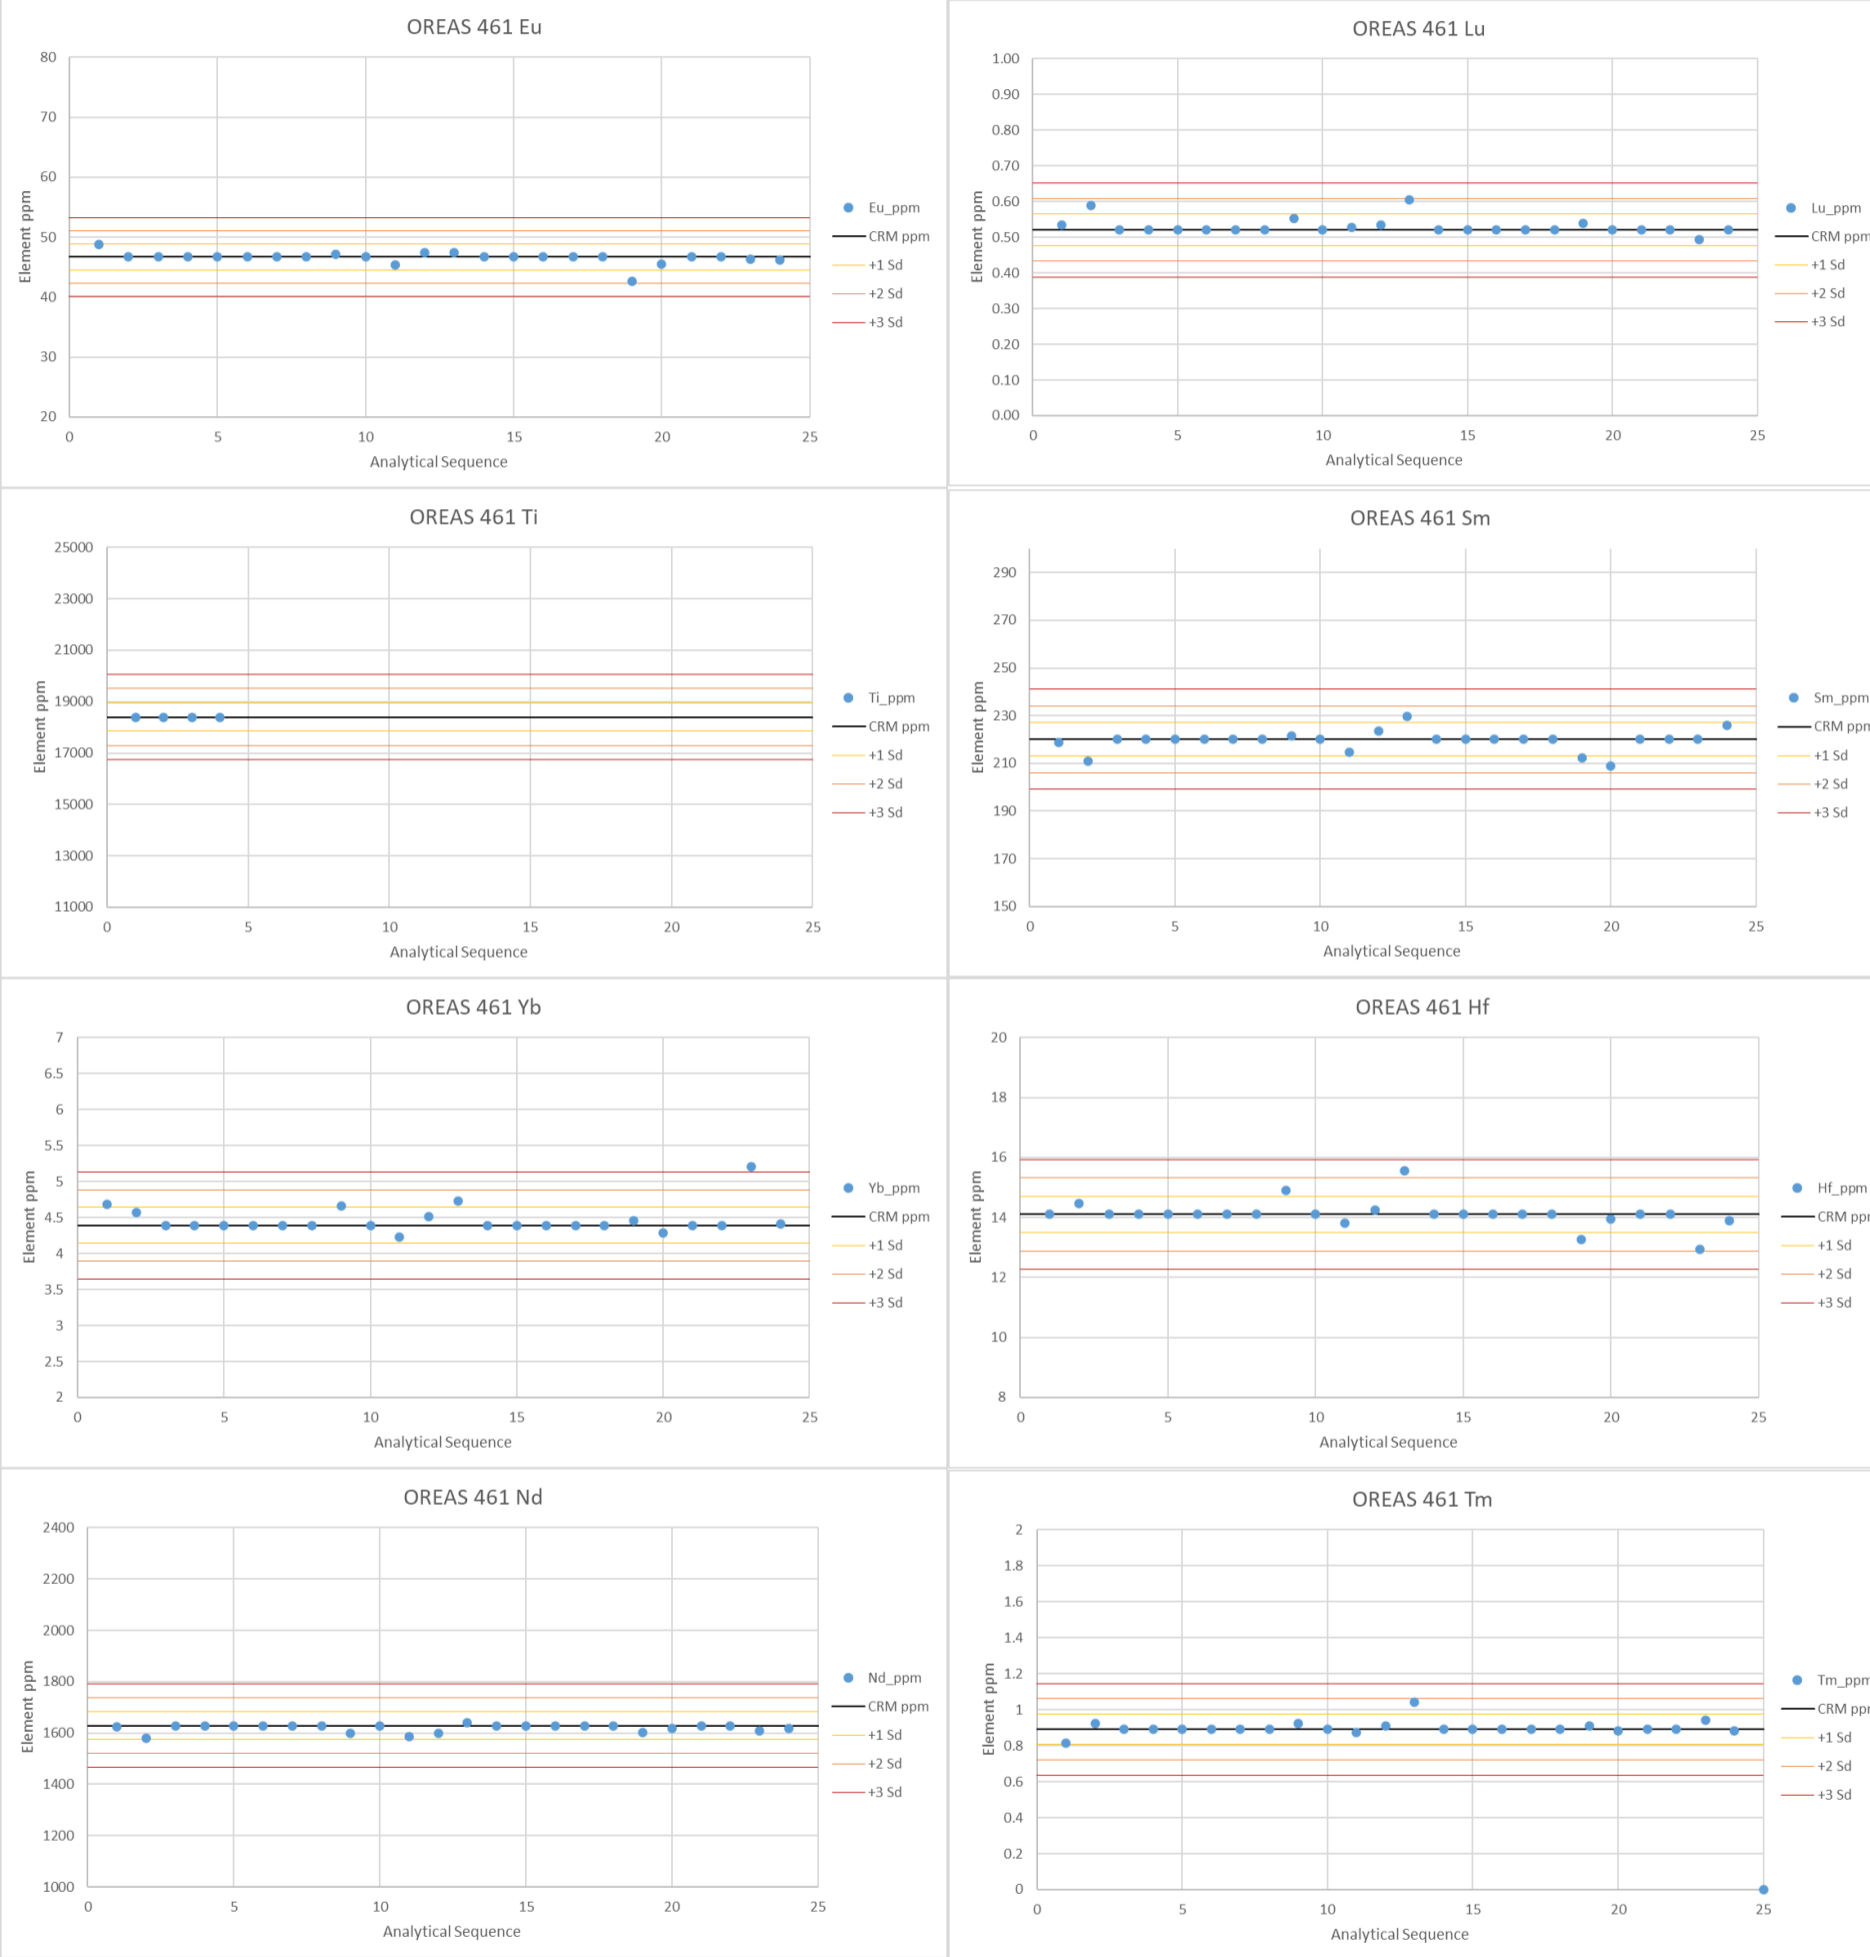 OREAS 461 Eu
80
70
60
50
40
30
20
0 5 10 15 20 25
Element ppm
Analytical Sequence
Eu_ppm
CRM ppm
+1 Sd
+2 Sd
+3 Sd
OREAS 461 Lu
1.00
0.90
0.80
0.70
0.60
0.50
0.40
0.30
0.20
0.10
0.00
0 5 10 15 20 25
Element ppm
Analytical Sequence
Lu_ppm
CRM ppm
+1 Sd
+2 Sd
+3 Sd
OREAS 461 Ti
25000
23000
21000
19000
17000
15000
13000
11000
0 5 10 15 20 25
Element ppm
Analytical Sequence
Ti_ppm
CRM ppm
+1 Sd
+2 Sd
+3 Sd
OREAS 461 Sm
290
270
250
230
210
190
170
150
0 5 10 15 20 25
Element ppm
Analytical Sequence
Sm_ppm
CRM ppm
+1 Sd
+2 Sd
+3 Sd
OREAS 461 Yb
7
6.5
6
5.5
5
4.5
4
3.5
3
2.5
2
0 5 10 15 20 25
Element ppm
Analytical Sequence
Yb_ppm
CRM ppm
+1 Sd
+2 Sd
+3 Sd
OREAS 461 Hf
20
18
16
14
12
10
8
0 5 10 15 20 25
Element ppm
Analytical Sequence
Hf_ppm
CRM ppm
+1 Sd
+2 Sd
+3 Sd
OREAS 461 Nd
2400
2200
2000
1800
1600
1400
1200
1000
0 5 10 15 20 25
Element ppm
Analytical Sequence
Nd_ppm
CRM ppm
+1 Sd
+2 Sd
+3 Sd
OREAS 461 Tm
2
1.8
1.6
1.4
1.2
1
0.8
0.6
0.4
0.2
0
0 5 10 15 20 25
Element ppm
Analytical Sequence
Tm_ppm
CRM ppm
+1 Sd
+2 Sd
+3 Sd